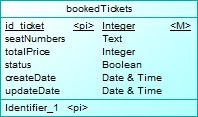 bookedTickets
id_ticket <pi> Integer <M>
seatNumbers Text
totalPrice Integer
status Boolean
createDate Date & Time
updateDate Date & Time
Identifier_1 <pi>